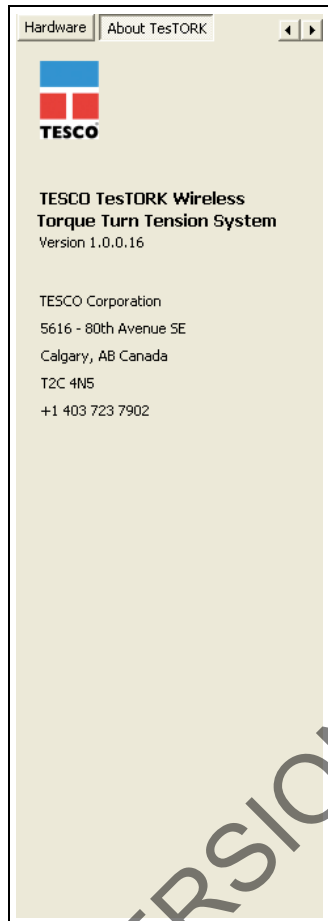 Hardware
About TesTORK
TESCO
TESCO TesTORK Wireless
Torque Turn Tension System
Version 1.0.0.16
TESCO Corporation
5616 - 80th Avenue SE
Calgary, AB Canada
T2C 4N5
+1 403 723 7902